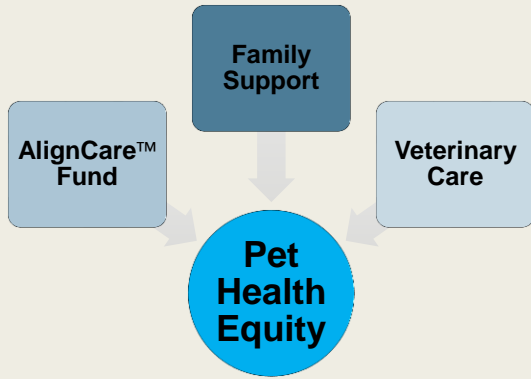 Family
Support
AlignCare™
Fund
Veterinary
Care
Pet
Health
Equity